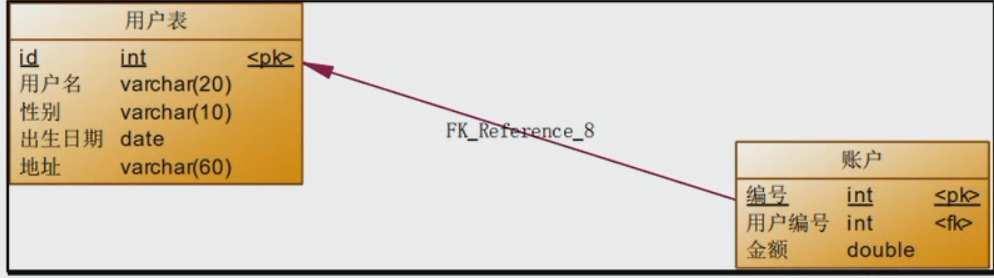 用户表
id int <pk>
用户名 varchar(20)
性别 varchar(10)
出生日期 date
地址 varchar(60)
FK_Reference_8
账户
编号 int <pk>
用户编号 int <fk>
金额 double